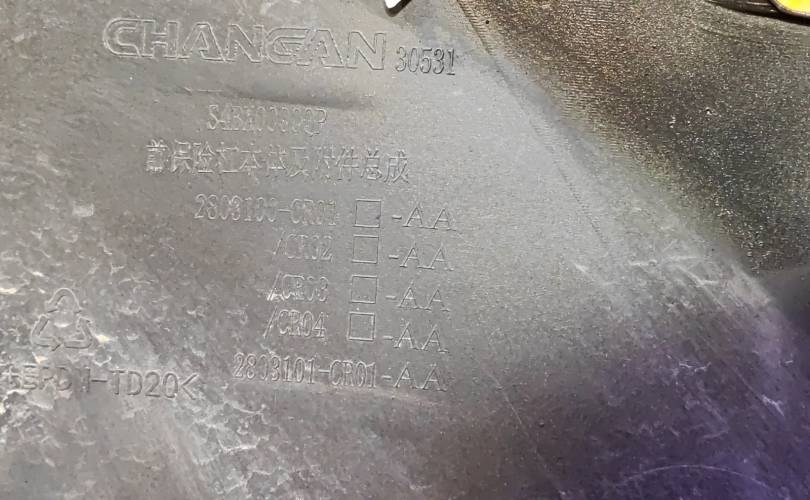 CHANGAN 30531
前保险杠本体及附件总成
2803100-CR01 □-AA
/CR02 □-AA
/CR03 □-AA
/CR04 □-AA
2803101-CR01-AA
+EPDM-TD20<